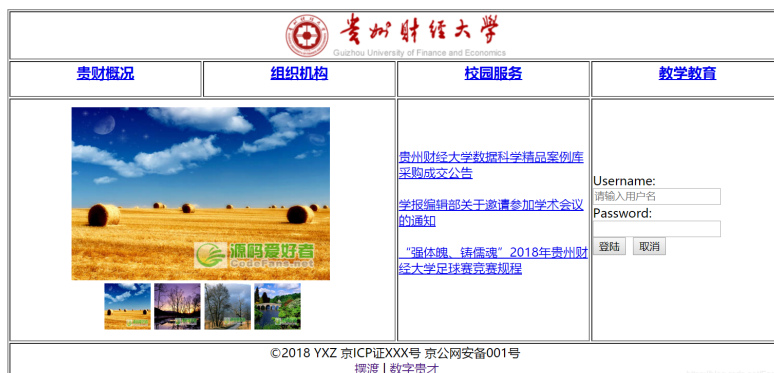 贵州财经大学
Guizhou University of Finance and Economics
贵财概况 组织机构 校园服务 教学教育
源码爱好者
CodeFans.net
贵州财经大学数据科学精品案例库
采购成交公告
学报编辑部关于邀请参加学术会议
的通知
“强体魄、铸儒魂”2018年贵州财
经大学足球赛竞赛规程
Username:
请输入用户名
Password:
登陆 取消
©2018 YXZ 京ICP证XXX号 京公网安备001号
摆渡 | 数字贵才